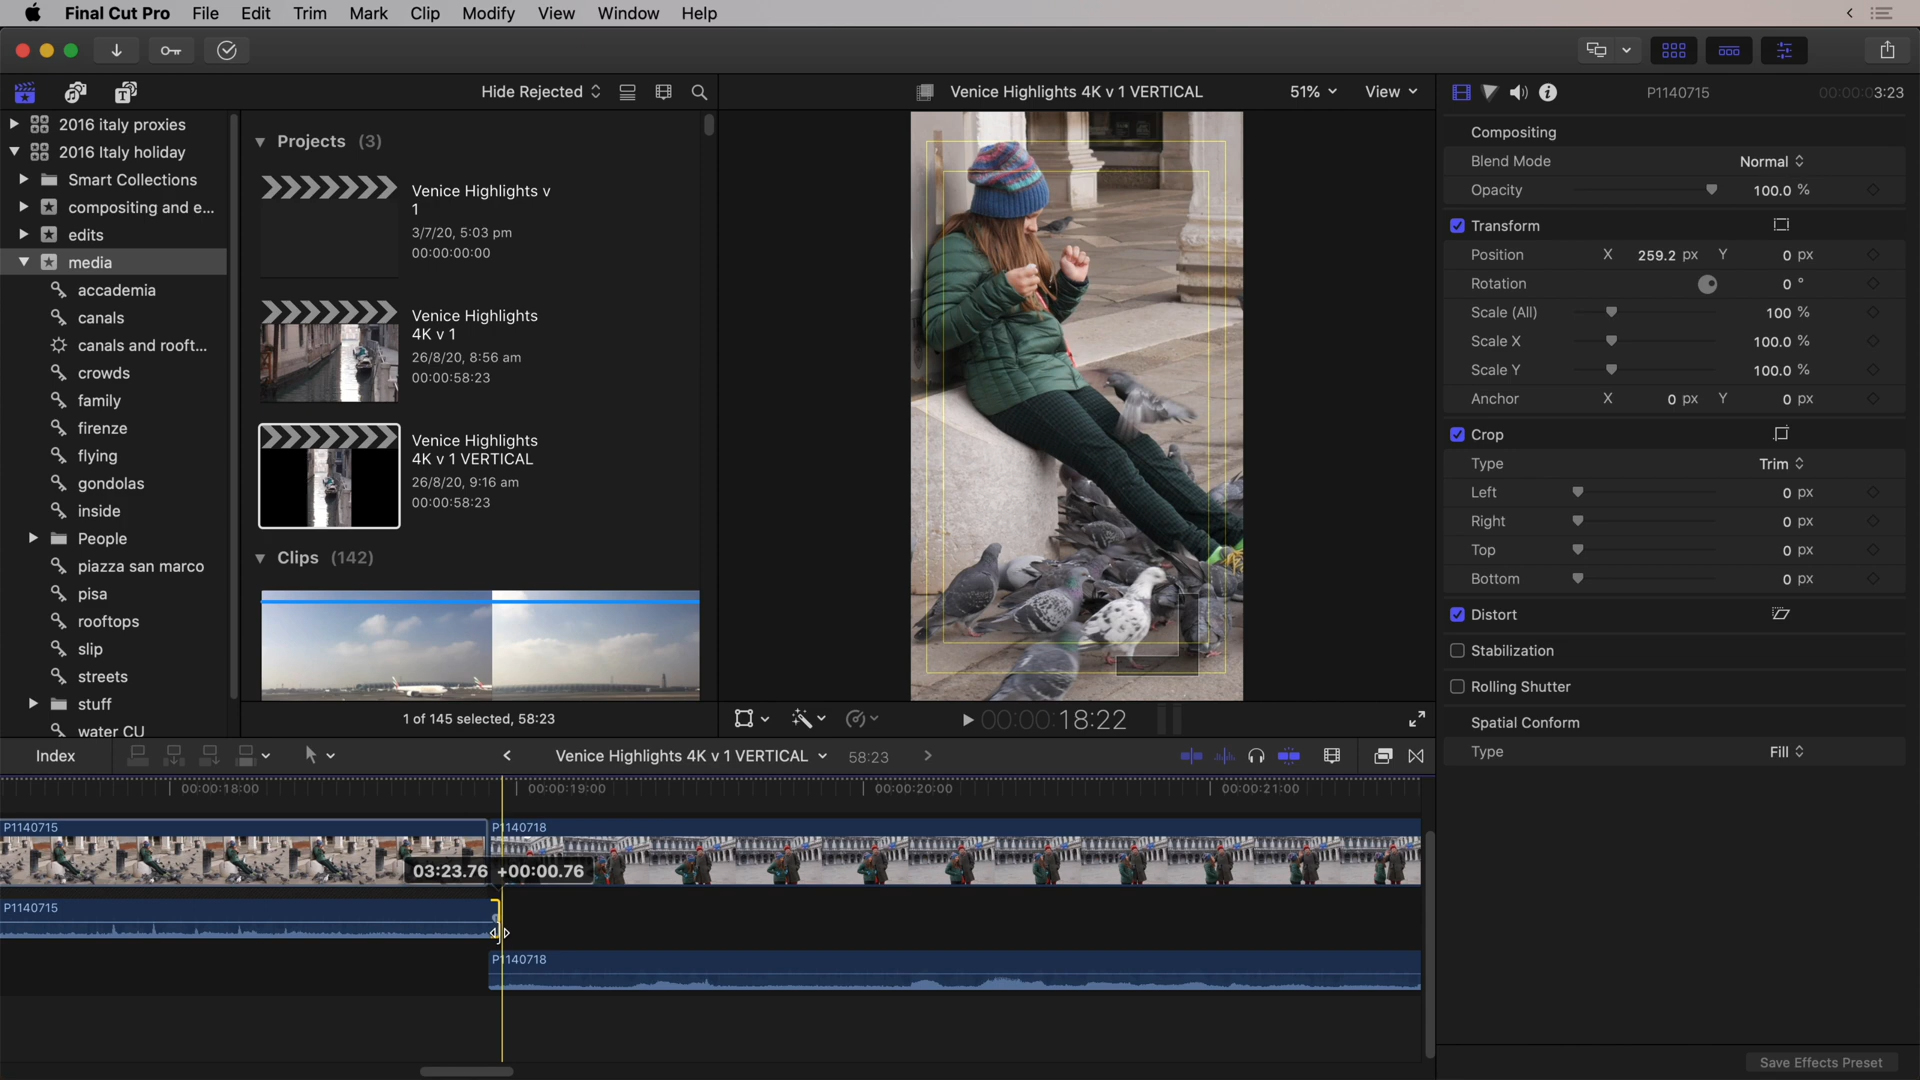 Final Cut Pro File Edit Trim Mark Clip Modify View Window Help
Hide Rejected
Venice Highlights 4K v 1 VERTICAL 51% View
P1140715 00:00:03:23
2016 italy proxies
2016 Italy holiday
Smart Collections
compositing and e...
edits
media
accademia
canals
canals and rooft...
crowds
family
firenze
flying
gondolas
inside
People
piazza san marco
pisa
rooftops
slip
streets
stuff
water CU
Projects (3)
Venice Highlights v
1
3/7/20, 5:03 pm
00:00:00:00
Venice Highlights
4K v 1
26/8/20, 8:56 am
00:00:58:23
Venice Highlights
4K v 1 VERTICAL
26/8/20, 9:16 am
00:00:58:23
Clips (142)
1 of 145 selected, 58:23
00:00:18:22
Compositing
Blend Mode Normal
Opacity 100.0 %
Transform
Position X 259.2 px Y 0 px
Rotation 0 °
Scale (All) 100 %
Scale X 100.0 %
Scale Y 100.0 %
Anchor X 0 px Y 0 px
Crop
Type Trim
Left 0 px
Right 0 px
Top 0 px
Bottom 0 px
Distort
Stabilization
Rolling Shutter
Spatial Conform
Type Fill
Index
Venice Highlights 4K v 1 VERTICAL 58:23
00:00:18:00 00:00:19:00 00:00:20:00 00:00:21:00
P1140715 P1140718
03:23.76 +00:00.76
P1140715
P1140718
Save Effects Preset